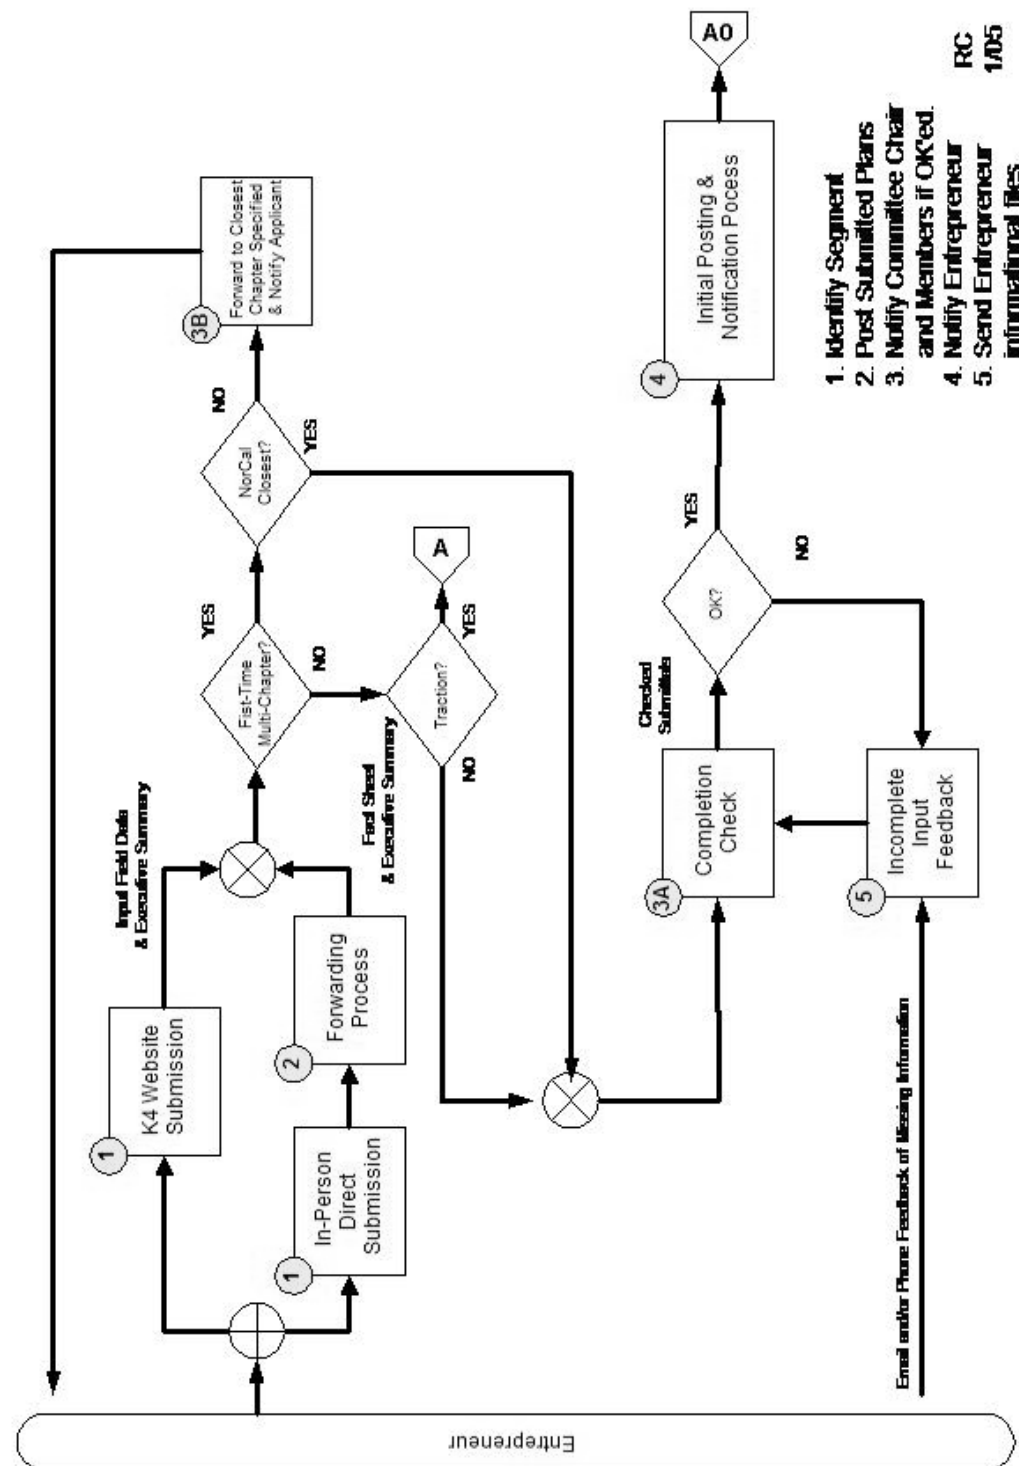 Entrepreneur
1
K4 Website
Submission
1
In-Person
Direct
Submission
2
Forwarding
Process
Input Field Data
& Executive Summary
Fist-Time
Multi-Chapter?
YES
NO
NorCal
Closest?
NO
YES
3B
Forward to Closest
Chapter Specified
& Notify Applicant
Fact Sheet
& Executive Summary
Traction?
YES
NO
A
3A
Completion
Check
Checked
Submittals
OK?
YES
NO
4
Initial Posting &
Notification Pocess
A0
5
Incomplete
Input
Feedback
Email and/or Phone Feedback of Missing Information
1. Identify Segment
2. Post Submitted Plans
3. Notify Committee Chair
and Members if OK'ed.
4. Notify Entrepreneur
5. Send Entrepreneur
informational files
RC
1/05